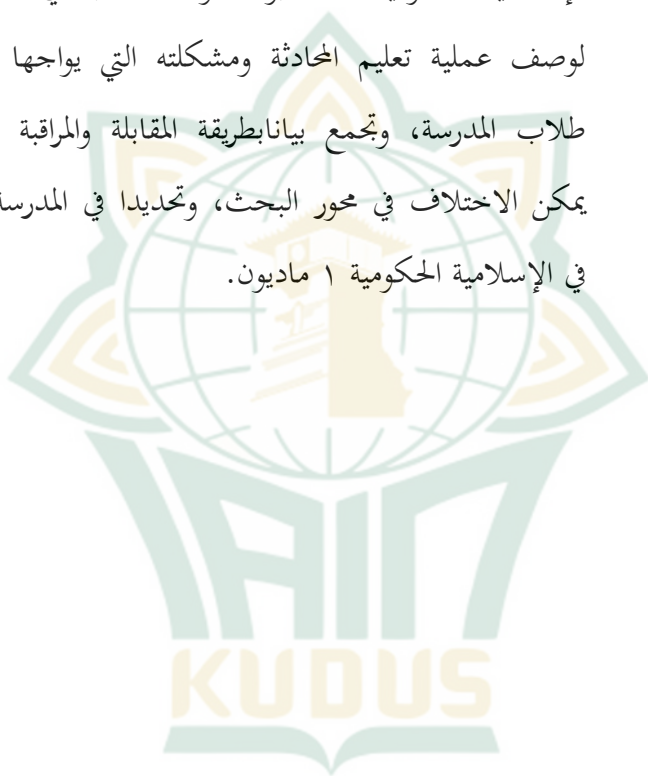 لوصف عملية تعليم المحادثة ومشكلته التي يواجها
طلاب المدرسة، وتجمع بيانابطريقة المقابلة والمراقبة
يمكن الاختلاف في محور البحث، وتحديدا في المدرسة
في الإسلامية الحكومية ١ ماديون.
IAIN
KUDUS